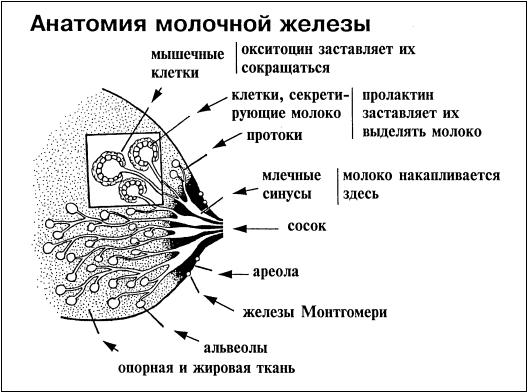 Анатомия молочной железы
мышечные клетки
окситоцин заставляет их сокращаться
клетки, секрети-
рующие молоко
пролактин
заставляет их
выделять молоко
протоки
млечные
синусы
молоко накапливается
здесь
сосок
ареола
железы Монтгомери
альвеолы
опорная и жировая ткань